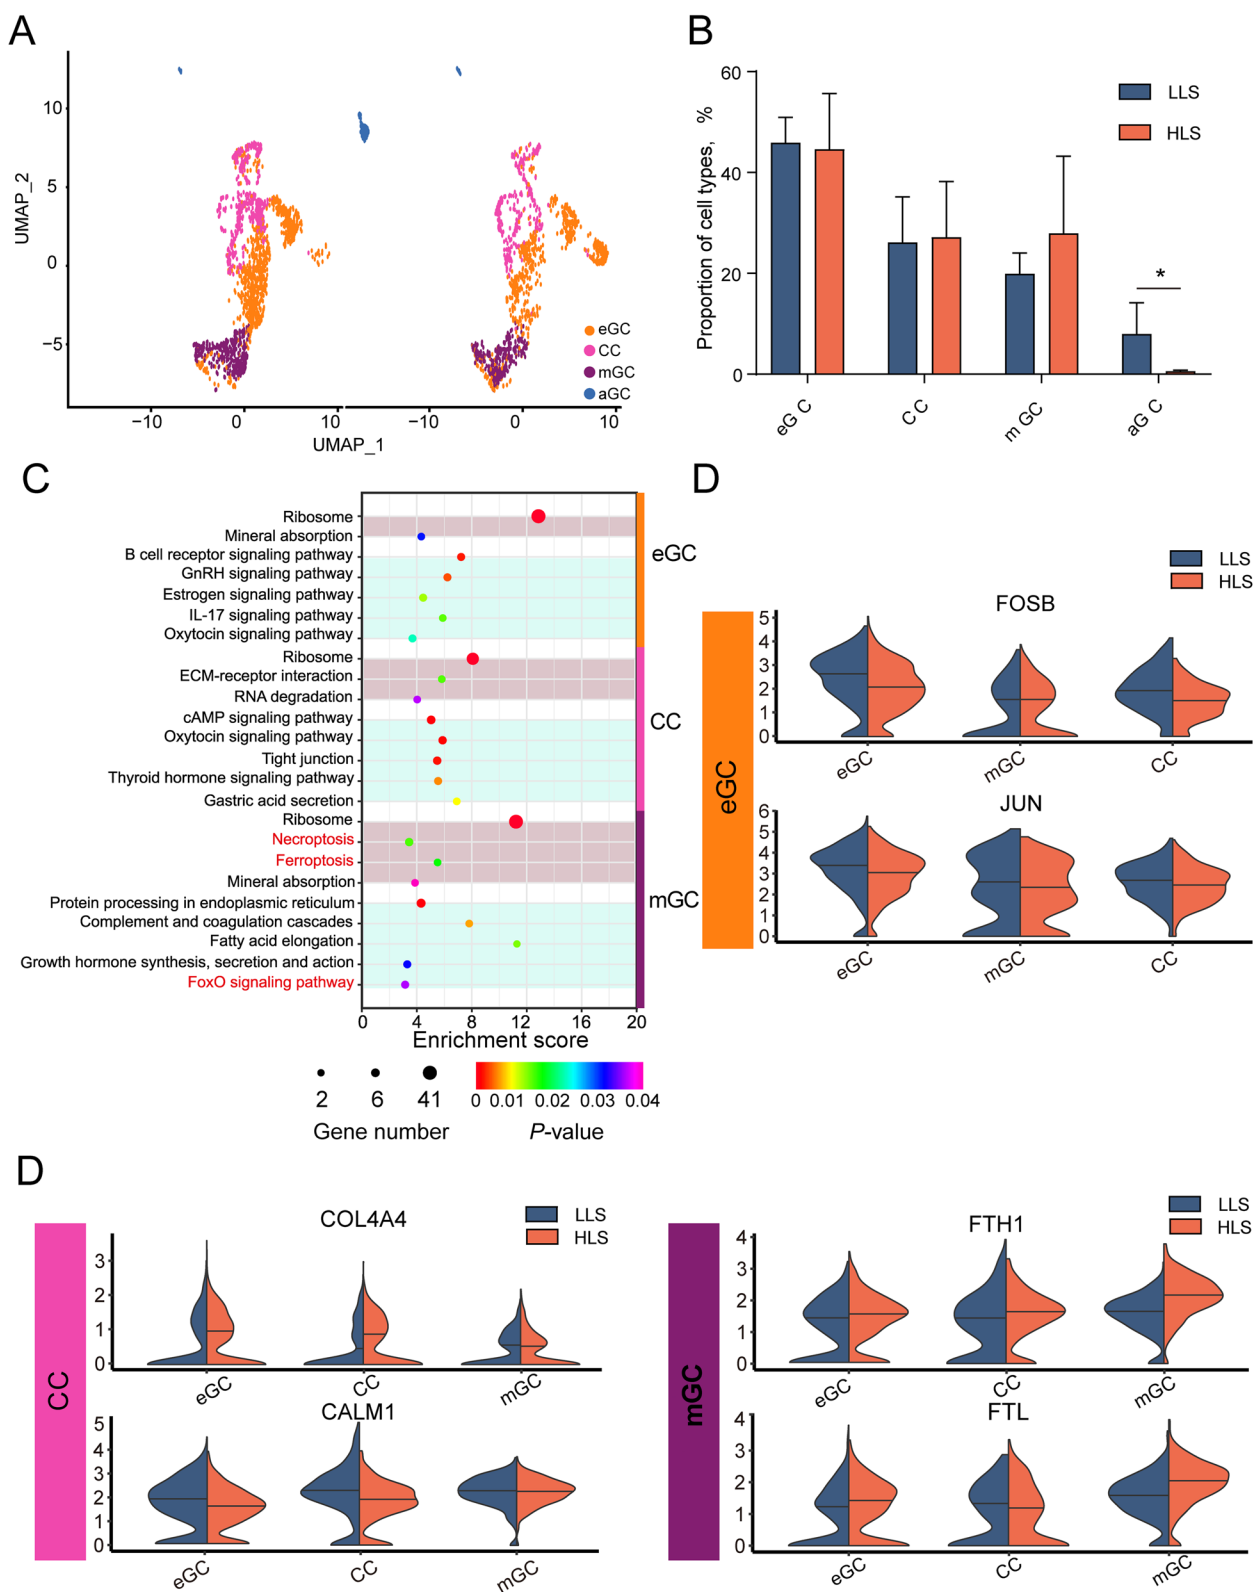 A
UMAP_2
10
5
0
−5
−10
0
10
−10
0
10
UMAP_1
eGC
CC
mGC
aGC
B
Proportion of cell types, %
60
40
20
0
LLS
HLS
*
eG C
C C
m GC
aG C
C
Ribosome
Mineral absorption
B cell receptor signaling pathway
GnRH signaling pathway
Estrogen signaling pathway
IL-17 signaling pathway
Oxytocin signaling pathway
Ribosome
ECM-receptor interaction
RNA degradation
cAMP signaling pathway
Oxytocin signaling pathway
Tight junction
Thyroid hormone signaling pathway
Gastric acid secretion
Ribosome
Necroptosis
Ferroptosis
Mineral absorption
Protein processing in endoplasmic reticulum
Complement and coagulation cascades
Fatty acid elongation
Growth hormone synthesis, secretion and action
FoxO signaling pathway
eGC
CC
mGC
0 4 8 12 16 20
Enrichment score
2 6 41
Gene number
0 0.01 0.02 0.03 0.04
P-value
D
LLS
HLS
eGC
FOSB
5
4
3
2
1
0
eGC mGC CC
JUN
6
5
4
3
2
1
0
eGC mGC CC
D
CC
LLS
HLS
COL4A4
3
2
1
0
eGC CC mGC
CALM1
5
4
3
2
1
0
eGC CC mGC
mGC
LLS
HLS
FTH1
4
3
2
1
0
eGC CC mGC
FTL
4
3
2
1
0
eGC CC mGC